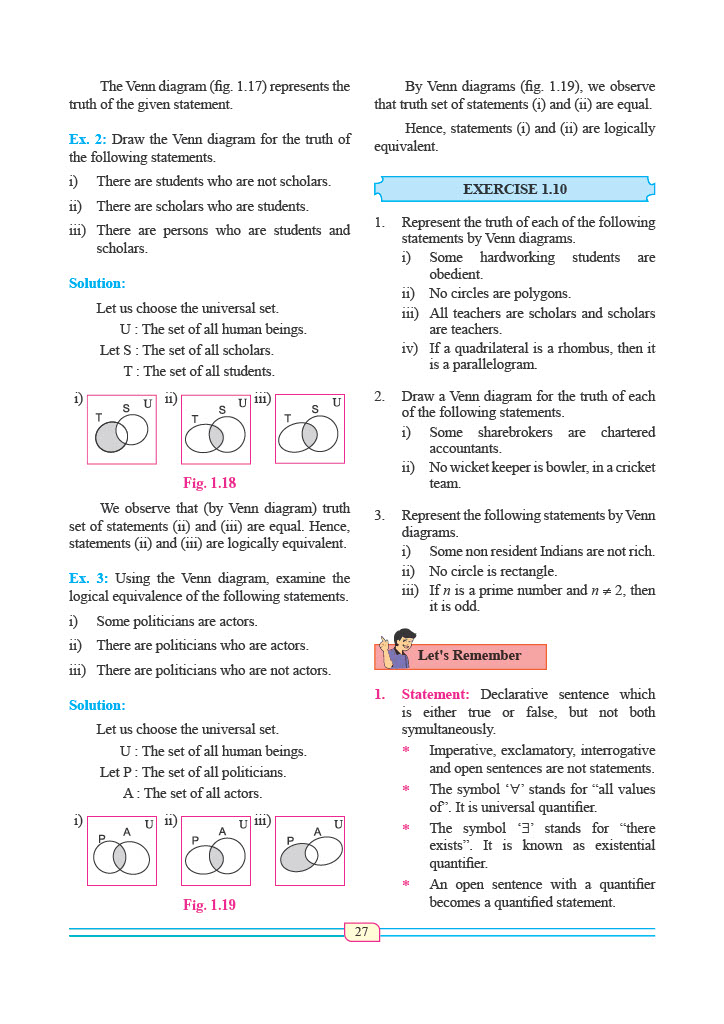 The Venn diagram (fig. 1.17) represents the
truth of the given statement.
Ex. 2: Draw the Venn diagram for the truth of
the following statements.
i) There are students who are not scholars.
ii) There are scholars who are students.
iii) There are persons who are students and
scholars.
Solution:
Let us choose the universal set.
U : The set of all human beings.
Let S : The set of all scholars.
T : The set of all students.
i) T S U ii) T S U iii) T S U
Fig. 1.18
We observe that (by Venn diagram) truth
set of statements (ii) and (iii) are equal. Hence,
statements (ii) and (iii) are logically equivalent.
Ex. 3: Using the Venn diagram, examine the
logical equivalence of the following statements.
i) Some politicians are actors.
ii) There are politicians who are actors.
iii) There are politicians who are not actors.
Solution:
Let us choose the universal set.
U : The set of all human beings.
Let P : The set of all politicians.
A : The set of all actors.
i) P A U ii) P A U iii) P A U
Fig. 1.19
By Venn diagrams (fig. 1.19), we observe
that truth set of statements (i) and (ii) are equal.
Hence, statements (i) and (ii) are logically
equivalent.
EXERCISE 1.10
1. Represent the truth of each of the following
statements by Venn diagrams.
i) Some hardworking students are
obedient.
ii) No circles are polygons.
iii) All teachers are scholars and scholars
are teachers.
iv) If a quadrilateral is a rhombus, then it
is a parallelogram.
2. Draw a Venn diagram for the truth of each
of the following statements.
i) Some sharebrokers are chartered
accountants.
ii) No wicket keeper is bowler, in a cricket
team.
3. Represent the following statements by Venn
diagrams.
i) Some non resident Indians are not rich.
ii) No circle is rectangle.
iii) If n is a prime number and n ≠ 2, then
it is odd.
Let's Remember
1. Statement: Declarative sentence which
is either true or false, but not both
symultaneously.
* Imperative, exclamatory, interrogative
and open sentences are not statements.
* The symbol ‘∀’ stands for “all values
of”. It is universal quantifier.
* The symbol ‘∃’ stands for “there
exists”. It is known as existential
quantifier.
* An open sentence with a quantifier
becomes a quantified statement.
27